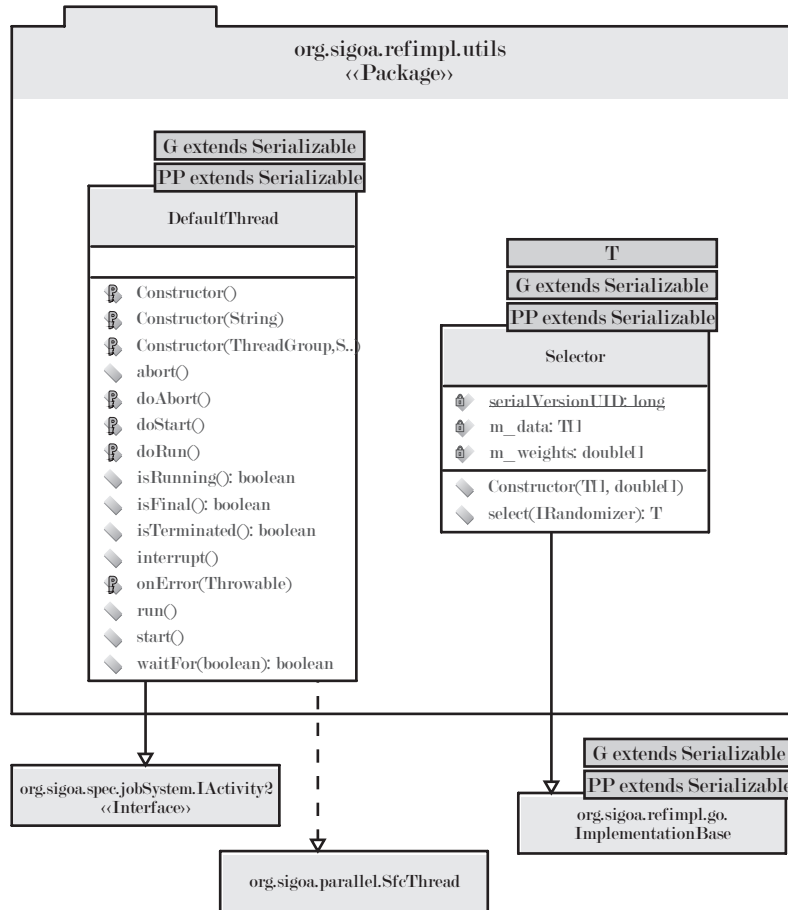 org.sigoa.refimpl.utils
‹‹Package››
G extends Serializable
PP extends Serializable
DefaultThread
Constructor()
Constructor(String)
Constructor(ThreadGroup,S..)
abort()
doAbort()
doStart()
doRun()
isRunning(): boolean
isFinal(): boolean
isTerminated(): boolean
interrupt()
onError(Throwable)
run()
start()
waitFor(boolean): boolean
T
G extends Serializable
PP extends Serializable
Selector
serialVersionUID: long
m_data: T[]
m_weights: double[]
Constructor(T[], double[])
select(IRandomizer): T
org.sigoa.spec.jobSystem.IActivity2
‹‹Interface››
org.sigoa.parallel.SfcThread
G extends Serializable
PP extends Serializable
org.sigoa.refimpl.go.
ImplementationBase